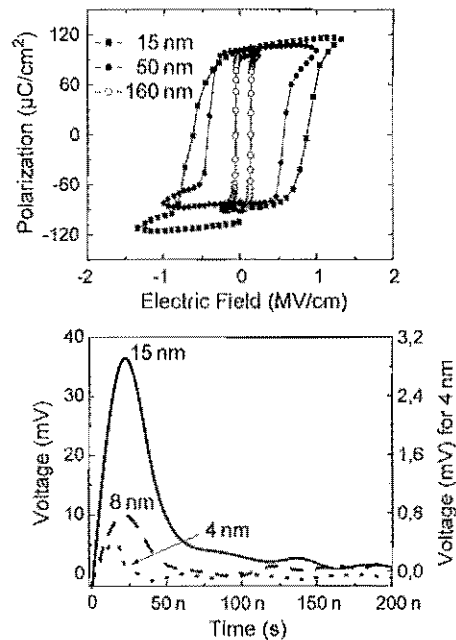 120
60
0
-60
-120
Polarization (µC/cm²)
15 nm
50 nm
160 nm
-2
-1
0
1
2
Electric Field (MV/cm)
40
30
20
10
0
Voltage (mV)
15 nm
8 nm
4 nm
3,2
2,4
1,6
0,8
0,0
Voltage (mV) for 4 nm
0
50 n
100 n
150 n
200 n
Time (s)